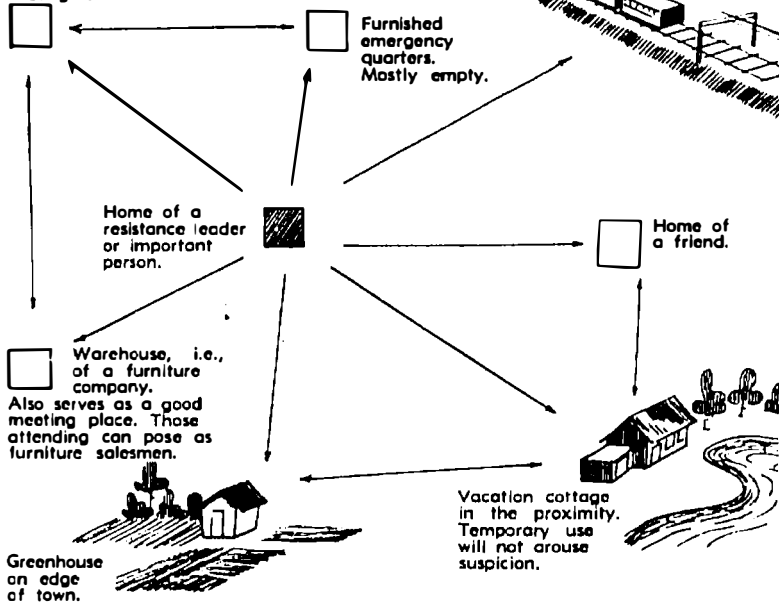 Furnished
emergency
quarters.
Mostly empty.
Home of a
resistance leader
or important
person.
Home of
a friend.
Warehouse, i.e.,
of a furniture
company.
Also serves as a good
meeting place. Those
attending can pose as
furniture salesmen.
Vacation cottage
in the proximity.
Temporary use
will not arouse
suspicion.
Greenhouse
on edge
of town.